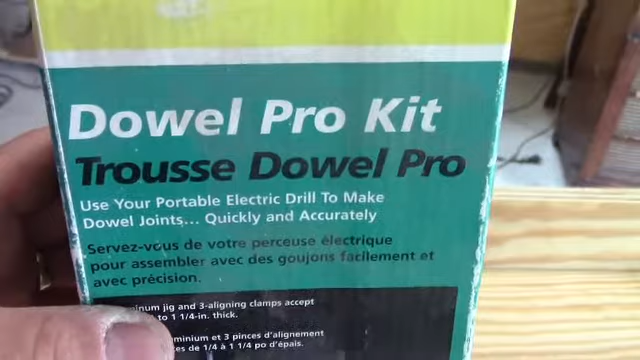 Dowel Pro Kit
Trousse Dowel Pro
Use Your Portable Electric Drill To Make
Dowel Joints... Quickly and Accurately
Servez-vous de votre perceuse électrique
pour assembler avec des goujons facilement et
avec précision.
jig and 3-aligning clamps accept
to 1 1/4-in. thick.
et 3 pinces d'alignement
de 1/4 à 1 1/4 po d'épais.